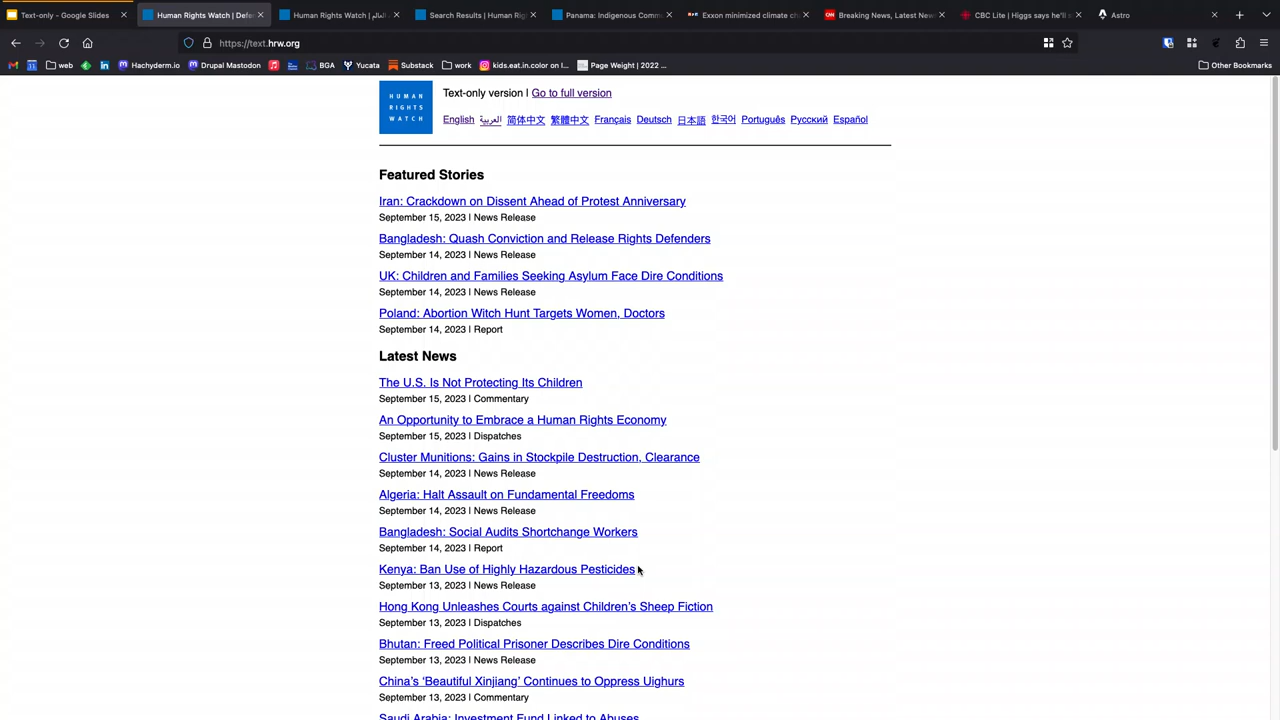 Text-only - Google Slides
Human Rights Watch | Defe
Human Rights Watch | العالم
Search Results | Human Rig
Panama: Indigenous Comm
Exxon minimized climate ch
Breaking News, Latest New
CBC Lite | Higgs says he'll w
Astro
https://text.hrw.org
web
Hachyderm.io
Drupal Mastodon
BGA
Yucata
Substack
work
kids.eat.in.color on I...
Page Weight | 2022 ...
Other Bookmarks
HUMAN
RIGHTS
WATCH
Text-only version | Go to full version
English العربية 简体中文 繁體中文 Français Deutsch 日本語 한국어 Português Русский Español
Featured Stories
Iran: Crackdown on Dissent Ahead of Protest Anniversary
September 15, 2023 | News Release
Bangladesh: Quash Conviction and Release Rights Defenders
September 14, 2023 | News Release
UK: Children and Families Seeking Asylum Face Dire Conditions
September 14, 2023 | News Release
Poland: Abortion Witch Hunt Targets Women, Doctors
September 14, 2023 | Report
Latest News
The U.S. Is Not Protecting Its Children
September 15, 2023 | Commentary
An Opportunity to Embrace a Human Rights Economy
September 15, 2023 | Dispatches
Cluster Munitions: Gains in Stockpile Destruction, Clearance
September 14, 2023 | News Release
Algeria: Halt Assault on Fundamental Freedoms
September 14, 2023 | News Release
Bangladesh: Social Audits Shortchange Workers
September 14, 2023 | Report
Kenya: Ban Use of Highly Hazardous Pesticides
September 13, 2023 | News Release
Hong Kong Unleashes Courts against Children's Sheep Fiction
September 13, 2023 | Dispatches
Bhutan: Freed Political Prisoner Describes Dire Conditions
September 13, 2023 | News Release
China's 'Beautiful Xinjiang' Continues to Oppress Uighurs
September 13, 2023 | Commentary
Saudi Arabia: Investment Fund Linked to Abuses